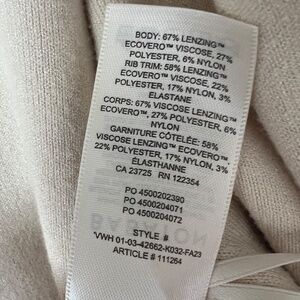 BODY: 67% LENZING™
ECOVERO™ VISCOSE, 27%
POLYESTER, 6% NYLON
RIB TRIM: 58% LENZING™
ECOVERO™ VISCOSE, 22%
POLYESTER, 17% NYLON, 3%
ELASTANE
CORPS: 67% VISCOSE LENZING™
ECOVERO™, 27% POLYESTER, 6%
NYLON
GARNITURE CÔTELÉE: 58%
VISCOSE LENZING™ ECOVERO™,
22% POLYESTER, 17% NYLON, 3%
ÉLASTHANNE
CA 23725 RN 122354
PO 4500202390
PO 4500204071
PO 4500204072
STYLE #
VWH 01-03-42662-K032-FA23
ARTICLE # 111264